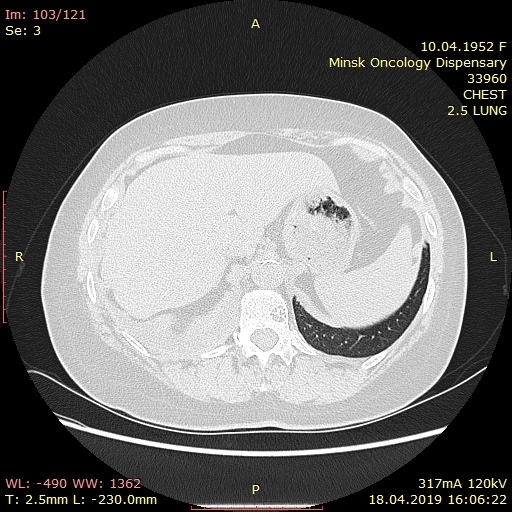 Im: 103/121
Se: 3
A
10.04.1952 F
Minsk Oncology Dispensary
33960
CHEST
2.5 LUNG
R
L
WL: -490 WW: 1362
T: 2.5mm L: -230.0mm
P
317mA 120kV
18.04.2019 16:06:22